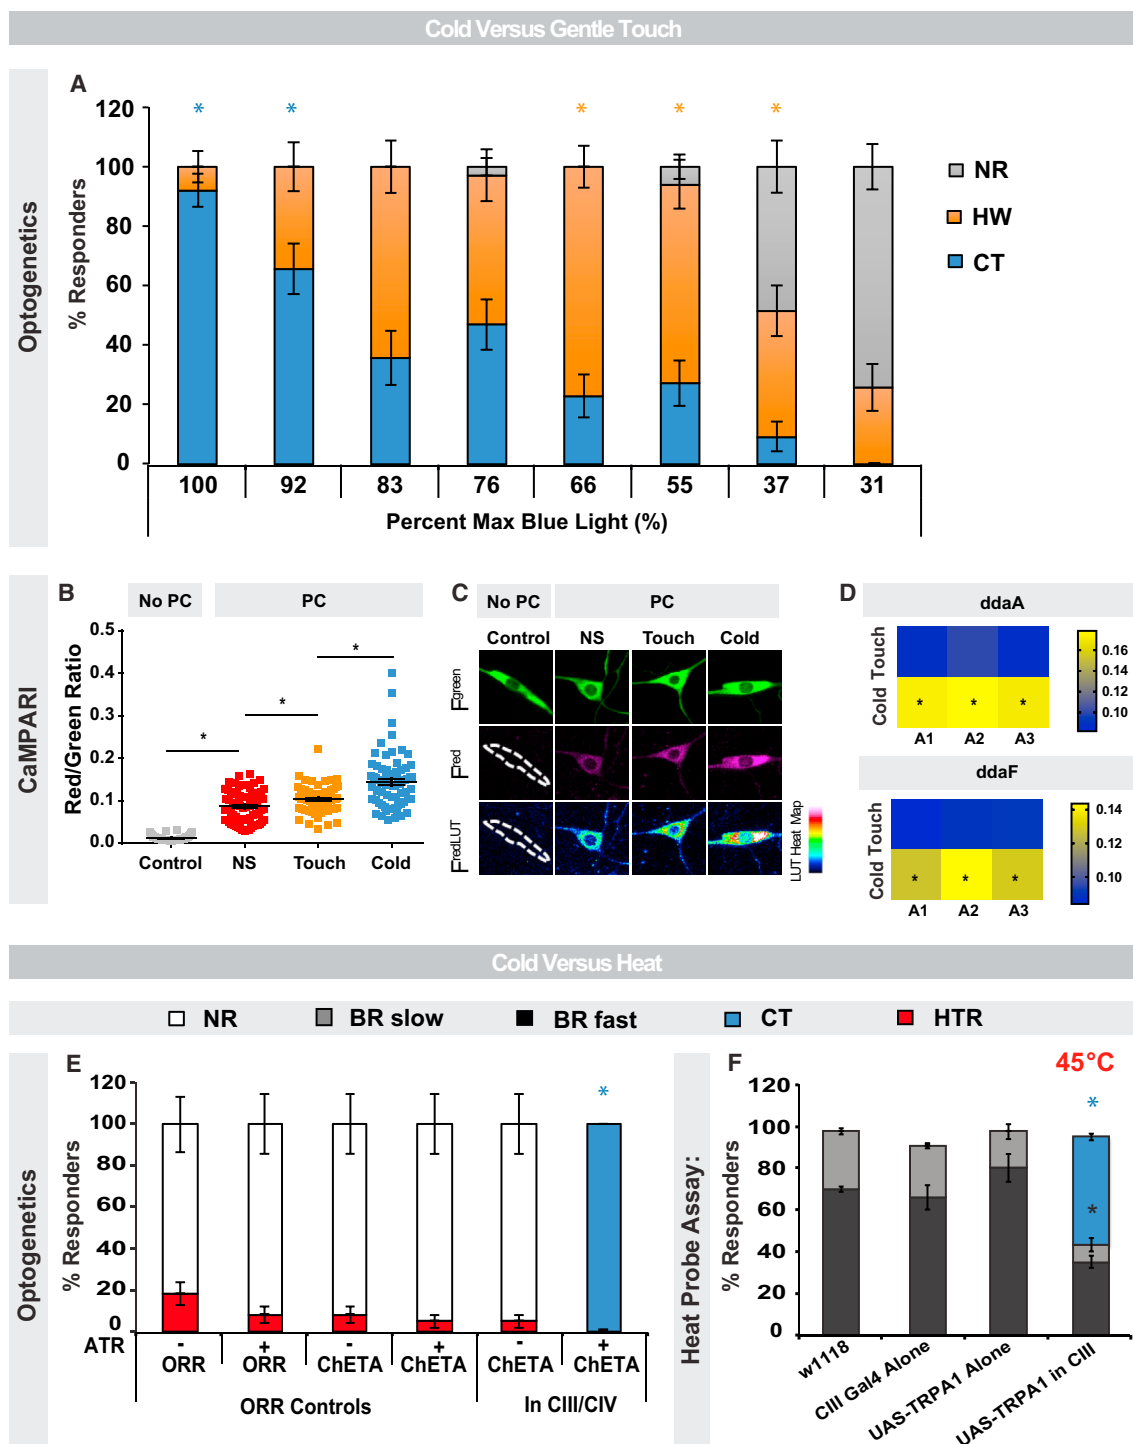 Cold Versus Gentle Touch
Optogenetics
A
120
100
80
60
40
20
0
% Responders
* * * * *
NR
HW
CT
100 92 83 76 66 55 37 31
Percent Max Blue Light (%)
CaMPARI
B
No PC PC
0.5
0.4
0.3
0.2
0.1
0.0
Red/Green Ratio
* * *
Control NS Touch Cold
C
No PC PC
Control NS Touch Cold
Fgreen
Fred
FredLUT
LUT Heat Map
D
ddaA
Touch
Cold
* * *
A1 A2 A3
0.16
0.14
0.12
0.10
ddaF
Touch
Cold
* * *
A1 A2 A3
0.14
0.10
Cold Versus Heat
NR BR slow BR fast CT HTR
Optogenetics
E
120
100
80
60
40
20
0
% Responders
*
ATR - + - + - +
ORR ORR ChETA ChETA ChETA ChETA
ORR Controls In CIII/CIV
Heat Probe Assay:
F
45°C
120
100
80
60
40
20
0
% Responders
*
*
w1118
CIII Gal4 Alone
UAS-TRPA1 Alone
UAS-TRPA1 in CIII